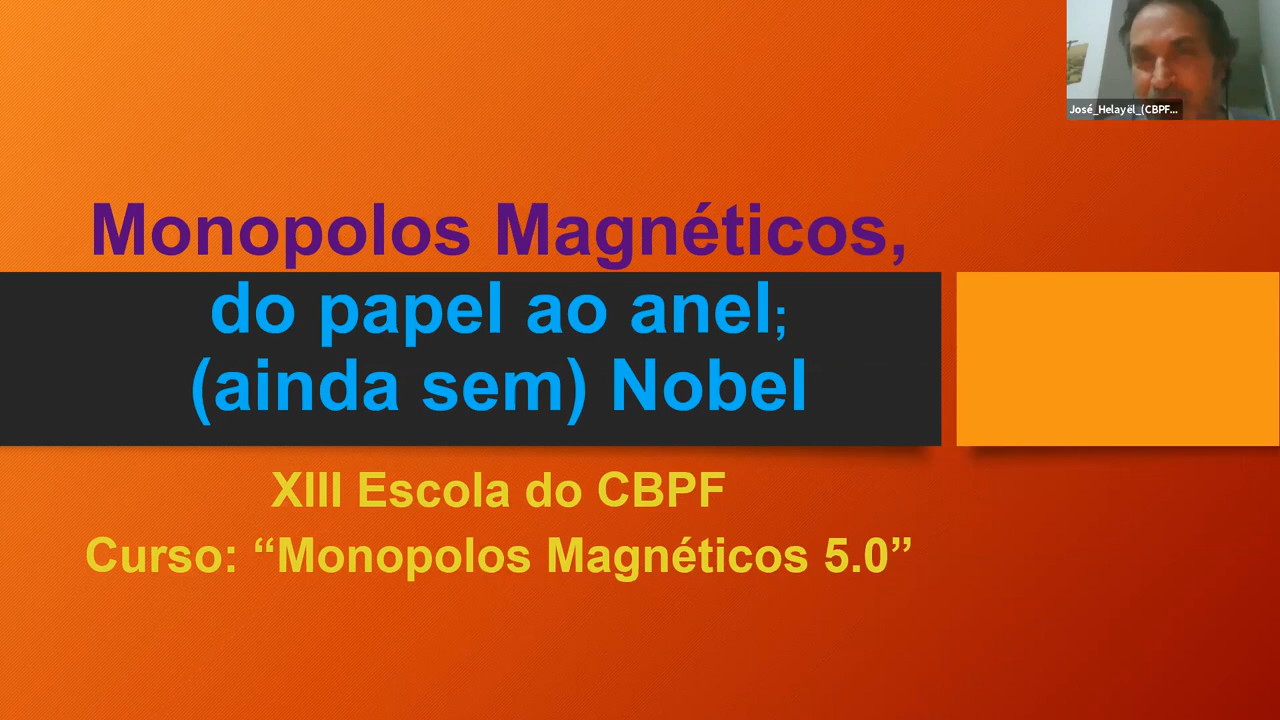 José_Helayël_(CBPF...
Monopolos Magnéticos,
do papel ao anel;
(ainda sem) Nobel
XIII Escola do CBPF
Curso: “Monopolos Magnéticos 5.0”